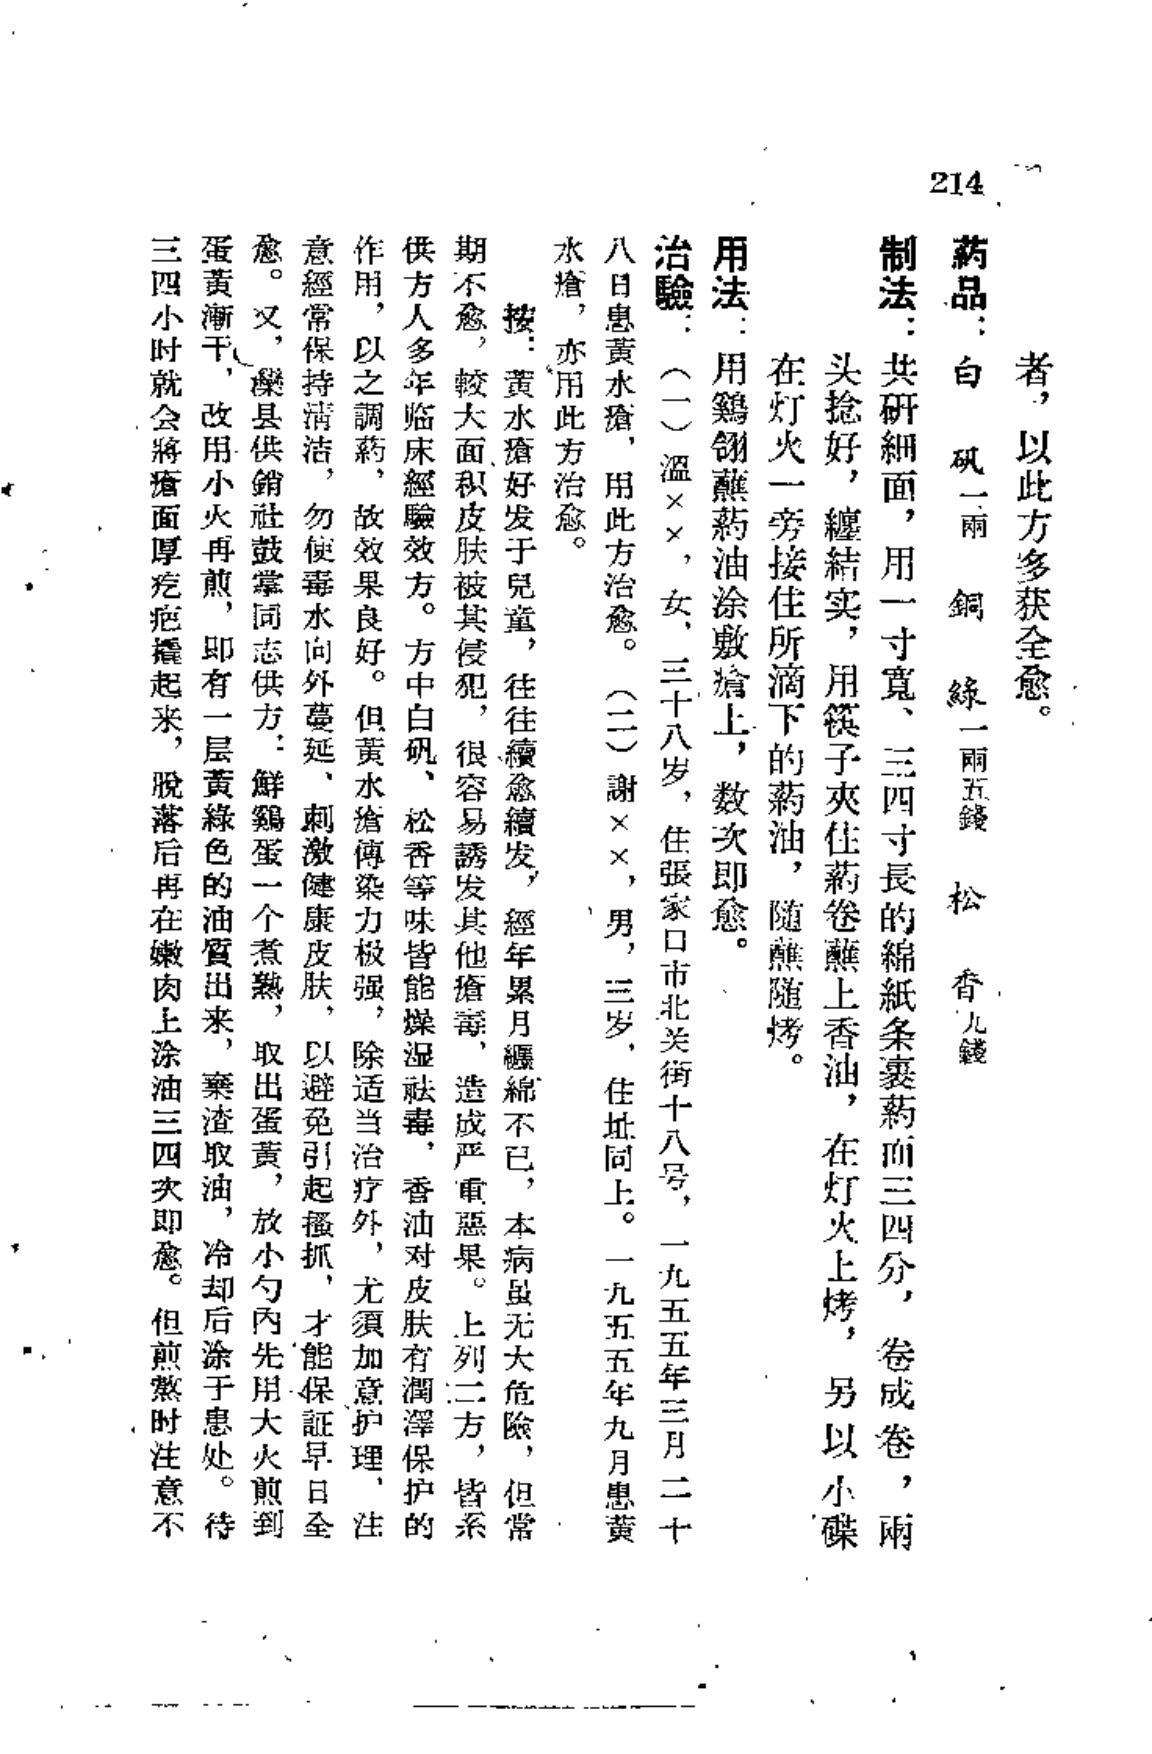 214
者，以此方多获全愈。
葯品：白矾一兩　銅綠一兩五錢　松香九錢
制法：共研細面，用一寸寬、三四寸長的綿紙条裹葯面三四分，卷成卷，兩
头捻好，纏結实，用筷子夾住葯卷蘸上香油，在灯火上烤，另以小碟
在灯火一旁接住所滴下的葯油，隨蘸隨烤。
用法：用鷄翎蘸葯油涂敷瘡上，数次即愈。
治驗：（一）溫××，女，三十八岁，住張家口市北关街十八号，一九五五年三月二十
八日患黃水瘡，用此方治愈。（二）謝××，男，三岁，住址同上。一九五五年九月患黃
水瘡，亦用此方治愈。
按：黃水瘡好发于兒童，往往續愈續发，經年累月纏綿不已，本病虽无大危險，但常
期不愈，較大面积皮肤被其侵犯，很容易誘发其他瘡毒，造成严重惡果。上列二方，皆系
供方人多年临床經驗效方。方中白矾、松香等味皆能燥湿祛毒，香油对皮肤有潤澤保护的
作用，以之調葯，故效果良好。但黃水瘡傳染力极强，除适当治疗外，尤須加意护理，注
意經常保持清洁，勿使毒水向外蔓延、刺激健康皮肤，以避免引起搔抓，才能保証早日全
愈。又，欒县供銷社鼓掌同志供方：鮮鷄蛋一个煮熟，取出蛋黃，放小勺內先用大火煎到
蛋黃漸干，改用小火再煎，即有一层黃綠色的油質出来，棄渣取油，冷却后涂于患处。待
三四小时就会將瘡面厚疙疤撬起来，脫落后再在嫩肉上涂油三四次即愈。但煎熬时注意不